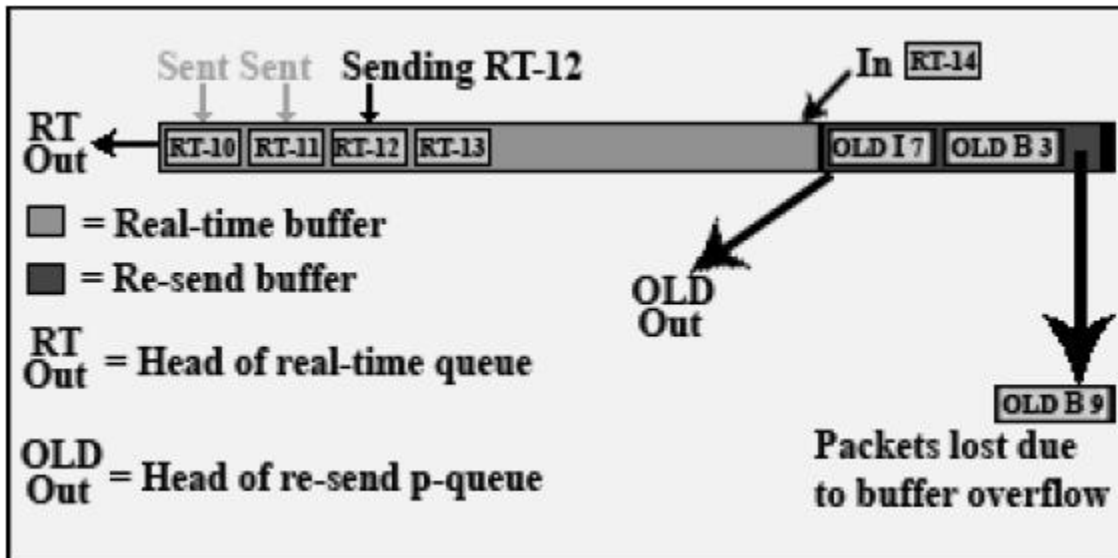 Sent Sent Sending RT-12
In RT-14
RT
Out
RT-10 RT-11 RT-12 RT-13 OLD I 7 OLD B 3
= Real-time buffer
= Re-send buffer
OLD
Out
RT
Out = Head of real-time queue
OLD B 9
OLD
Out = Head of re-send p-queue
Packets lost due
to buffer overflow